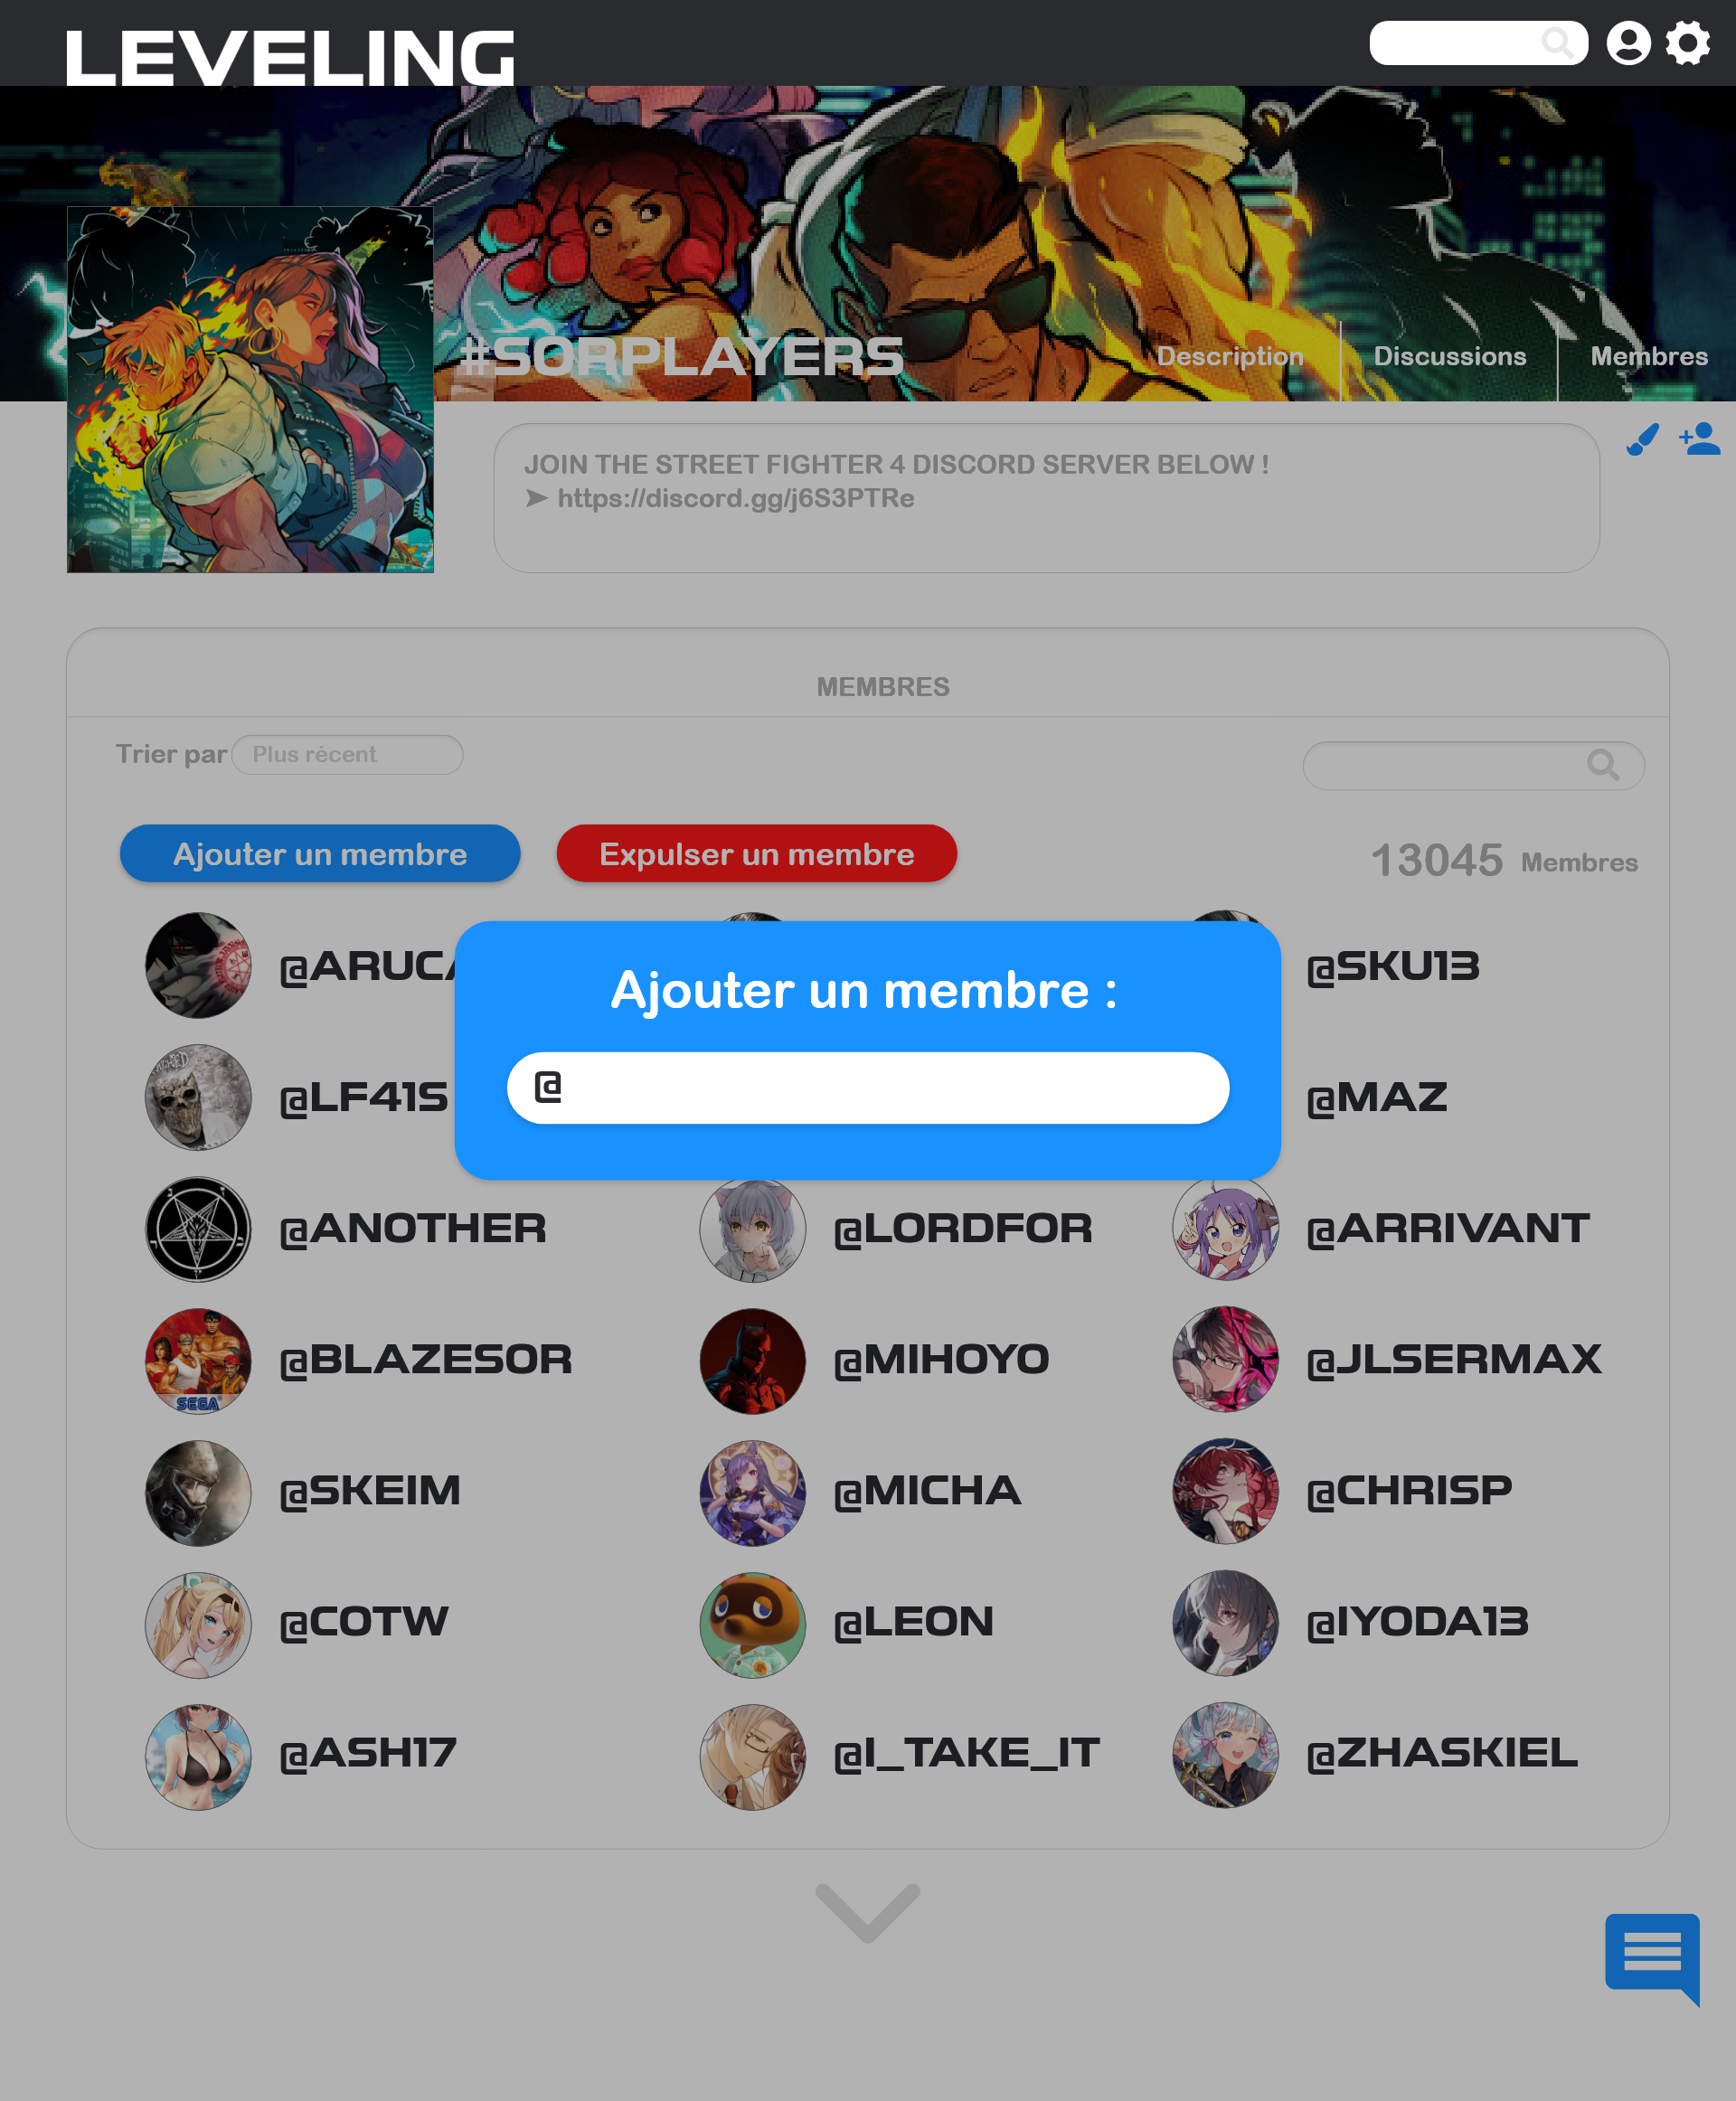 LEVELING
#SORPLAYERS
Description
Discussions
Membres
JOIN THE STREET FIGHTER 4 DISCORD SERVER BELOW !
➤ https://discord.gg/j6S3PTRe
MEMBRES
Trier par Plus récent
Ajouter un membre
Expulser un membre
13045 Membres
@SKU13
Ajouter un membre :
@
@LF41S
@MAZ
@ANOTHER
@LORDFOR
@ARRIVANT
@BLAZESOR
@MIHOYO
@JLSERMAX
SEGA
@SKEIM
@MICHA
@CHRISP
@COTW
@LEON
@IYODA13
@ASH17
@I_TAKE_IT
@ZHASKIEL